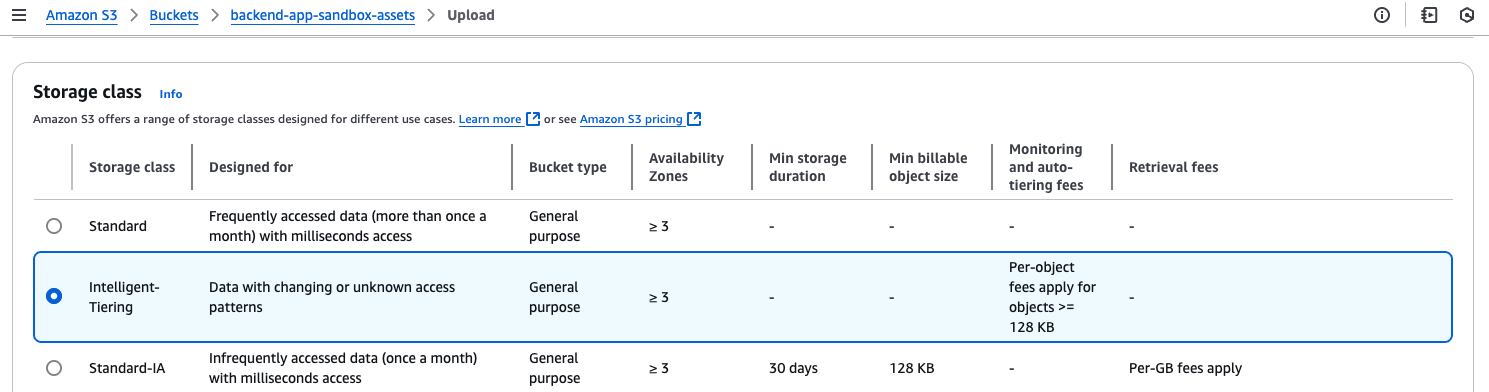 Amazon S3 > Buckets > backend-app-sandbox-assets > Upload
Storage class Info
Amazon S3 offers a range of storage classes designed for different use cases. Learn more or see Amazon S3 pricing
Storage class
Designed for
Bucket type
Availability
Zones
Min storage
duration
Min billable
object size
Monitoring
and auto-
tiering fees
Retrieval fees
Standard
Frequently accessed data (more than once a
month) with milliseconds access
General
purpose
≥ 3
-
-
-
-
Intelligent-
Tiering
Data with changing or unknown access
patterns
General
purpose
≥ 3
-
-
Per-object
fees apply for
objects >=
128 KB
-
Standard-IA
Infrequently accessed data (once a month)
with milliseconds access
General
purpose
≥ 3
30 days
128 KB
-
Per-GB fees apply